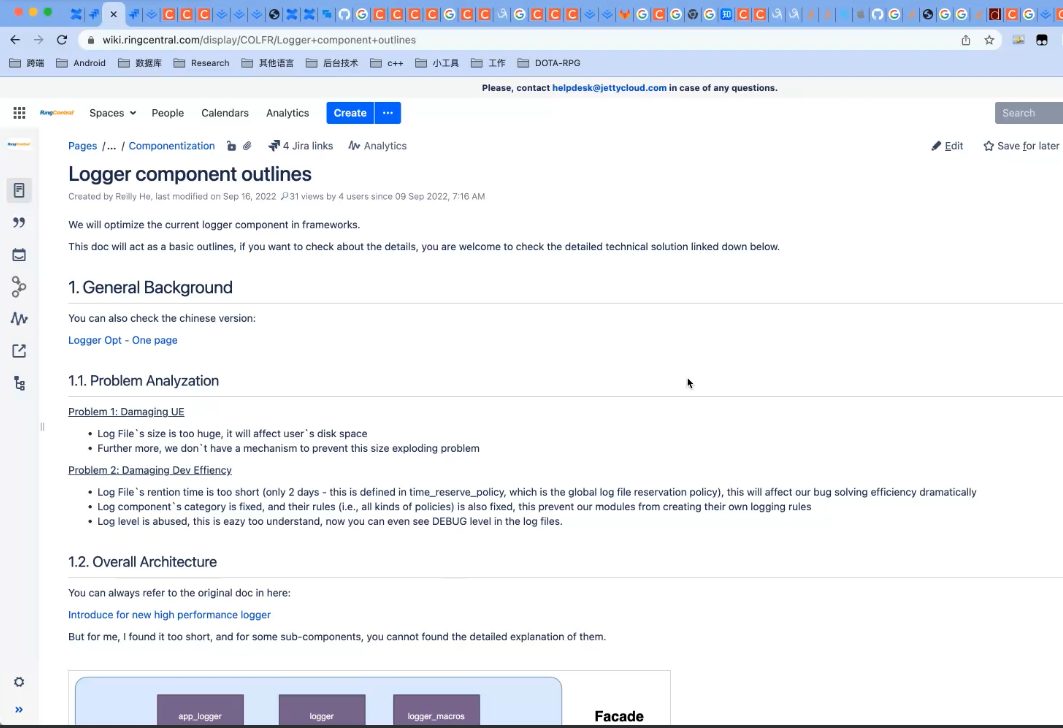 wiki.ringcentral.com/display/COLFR/Logger+component+outlines
跨端 Android 数据库 Research 其他语言 后台技术 c++ 小工具 工作 DOTA-RPG
Please, contact helpdesk@jettycloud.com in case of any questions.
RingCentral Spaces People Calendars Analytics Create ··· Search
Pages /... / Componentization 4 Jira links Analytics Edit Save for later
Logger component outlines
Created by Reilly He, last modified on Sep 16, 2022 31 views by 4 users since 09 Sep 2022, 7:16 AM
We will optimize the current logger component in frameworks.
This doc will act as a basic outlines, if you want to check about the details, you are welcome to check the detailed technical solution linked down below.
1. General Background
You can also check the chinese version:
Logger Opt - One page
1.1. Problem Analyzation
Problem 1: Damaging UE
• Log File`s size is too huge, it will affect user`s disk space
• Further more, we don`t have a mechanism to prevent this size exploding problem
Problem 2: Damaging Dev Effiency
• Log File`s rention time is too short (only 2 days - this is defined in time_reserve_policy, which is the global log file reservation policy), this will affect our bug solving efficiency dramatically
• Log component`s category is fixed, and their rules (i.e., all kinds of policies) is also fixed, this prevent our modules from creating their own logging rules
• Log level is abused, this is eazy too understand, now you can even see DEBUG level in the log files.
1.2. Overall Architecture
You can always refer to the original doc in here:
Introduce for new high performance logger
But for me, I found it too short, and for some sub-components, you cannot found the detailed explanation of them.
app_logger logger logger_macros Facade